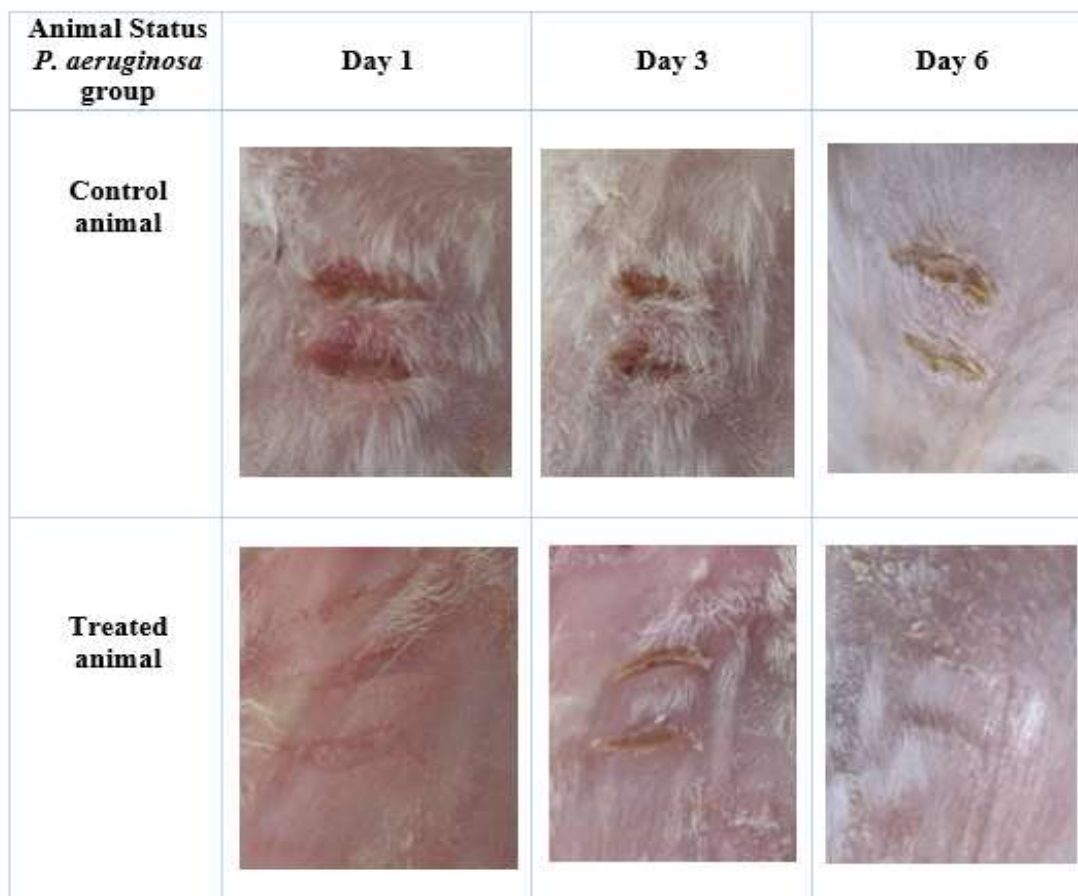 Animal Status
P. aeruginosa
group
Day 1
Day 3
Day 6
Control
animal
Treated
animal